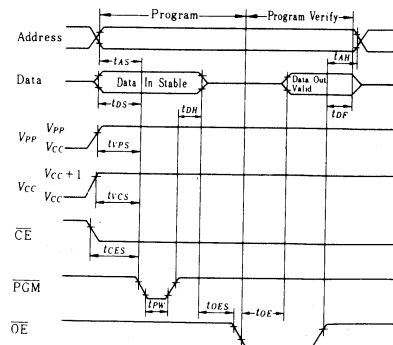 Program
Program Verify
Address
tAS
tAH
Data
Data In Stable
Data Out
Valid
tDS
tDH
tDF
VPP
VPP
VCC
tVPS
VCC
VCC + 1
VCC
tVCS
CE
tCES
PGM
tPW
OE
tOES
tOE